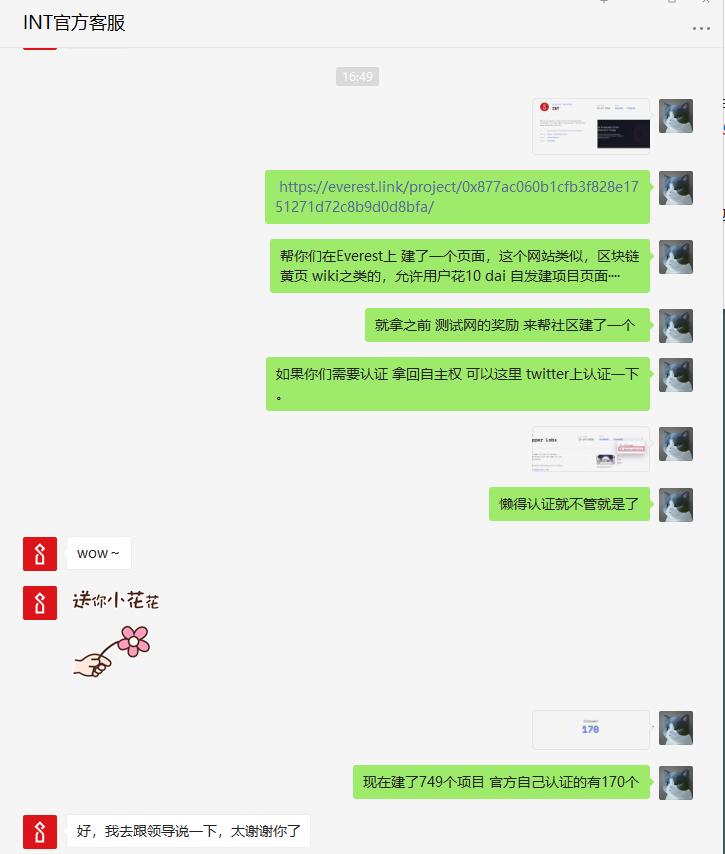 INT官方客服
16:49
INT
https://everest.link/project/0x877ac060b1cfb3f828e17
51271d72c8b9d0d8bfa/
帮你们在Everest上 建了一个页面，这个网站类似，区块链
黄页 wiki之类的，允许用户花10 dai 自发建项目页面····
就拿之前 测试网的奖励 来帮社区建了一个
如果你们需要认证 拿回自主权 可以这里 twitter上认证一下
。
pper Labs
懒得认证就不管就是了
wow～
送你小花花
170
现在建了749个项目 官方自己认证的有170个
好，我去跟领导说一下，太谢谢你了